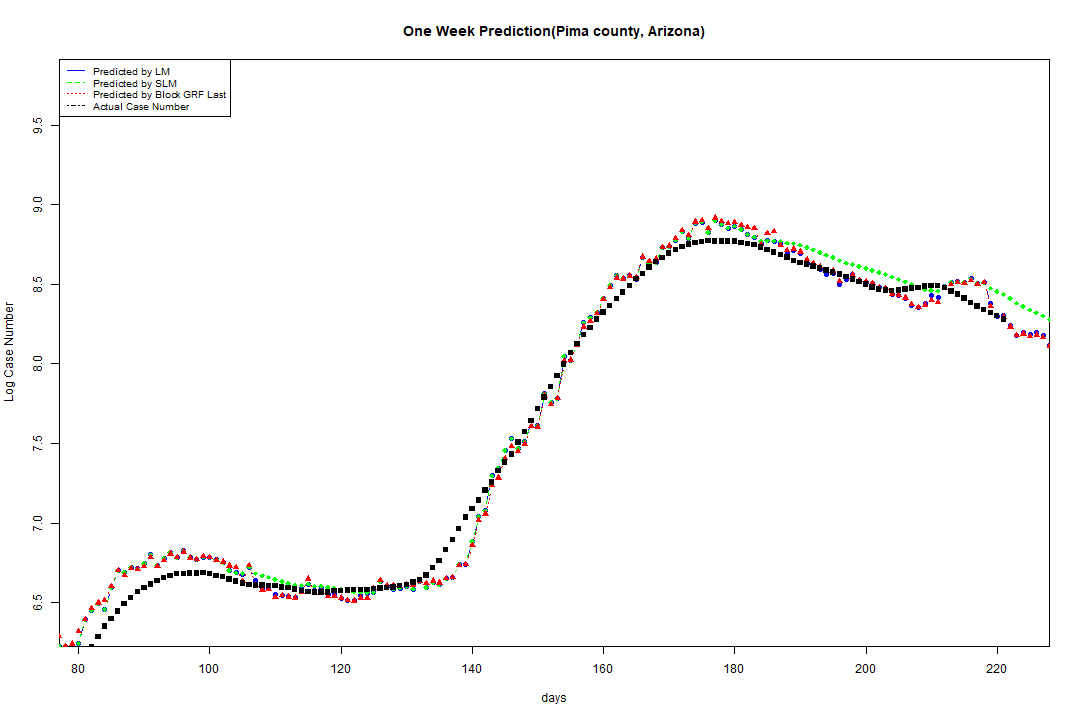 One Week Prediction(Pima county, Arizona)
Predicted by LM
Predicted by SLM
Predicted by Block GRF Last
Actual Case Number
9.5
9.0
8.5
8.0
7.5
7.0
6.5
Log Case Number
80 100 120 140 160 180 200 220
days